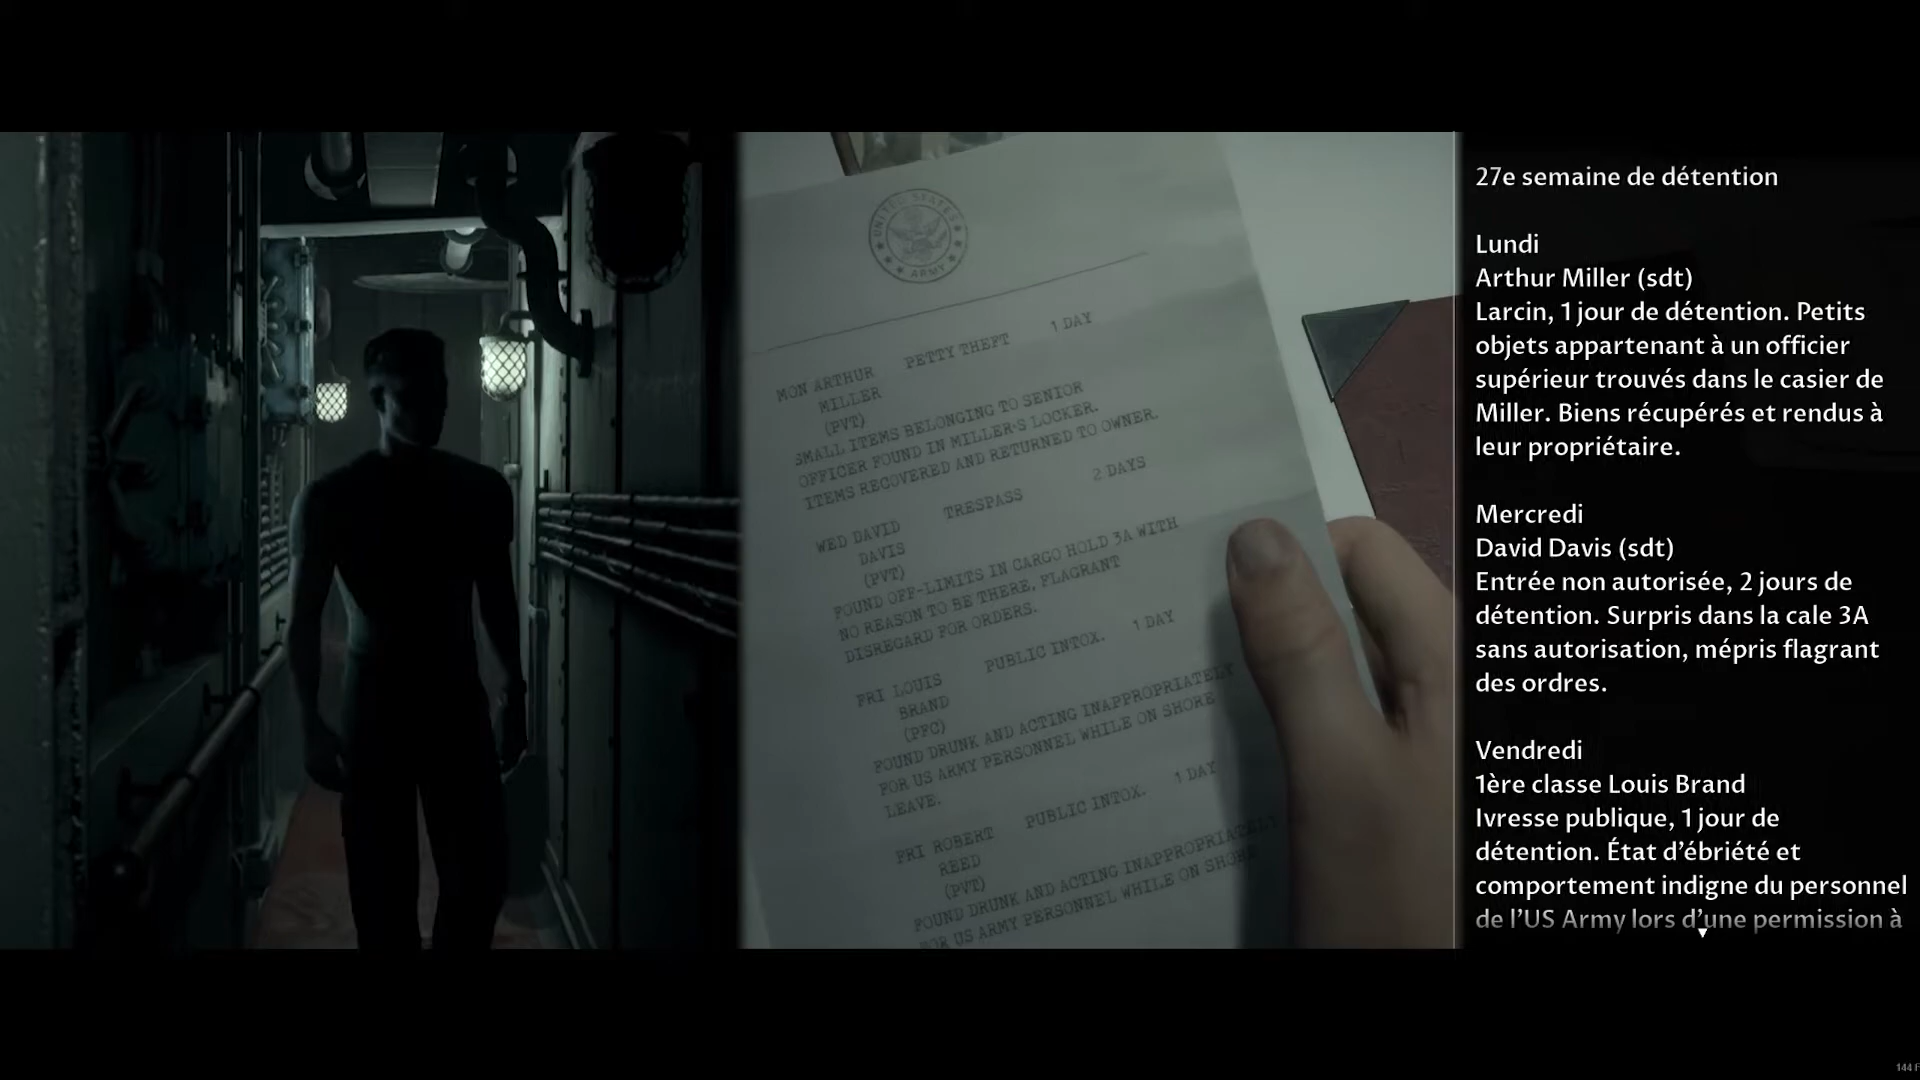 UNITED STATES
ARMY
MON ARTHUR PETTY THEFT 1 DAY
MILLER
(PVT)
SMALL ITEMS BELONGING TO SENIOR
OFFICER FOUND IN MILLER'S LOCKER.
ITEMS RECOVERED AND RETURNED TO OWNER.
WED DAVID TRESPASS 2 DAYS
DAVIS
(PVT)
FOUND OFF-LIMITS IN CARGO HOLD 3A WITH
NO REASON TO BE THERE, FLAGRANT
DISREGARD FOR ORDERS.
FRI LOUIS PUBLIC INTOX. 1 DAY
BRAND
(PFC)
FOUND DRUNK AND ACTING INAPPROPRIATELY
FOR US ARMY PERSONNEL WHILE ON SHORE
LEAVE.
FRI ROBERT PUBLIC INTOX. 1 DAY
REED
(PVT)
FOUND DRUNK AND ACTING INAPPROPRIATELY
FOR US ARMY PERSONNEL WHILE ON SHORE
27e semaine de détention
Lundi
Arthur Miller (sdt)
Larcin, 1 jour de détention. Petits
objets appartenant à un officier
supérieur trouvés dans le casier de
Miller. Biens récupérés et rendus à
leur propriétaire.
Mercredi
David Davis (sdt)
Entrée non autorisée, 2 jours de
détention. Surpris dans la cale 3A
sans autorisation, mépris flagrant
des ordres.
Vendredi
1ère classe Louis Brand
Ivresse publique, 1 jour de
détention. État d'ébriété et
comportement indigne du personnel
de l'US Army lors d'une permission à
144 F